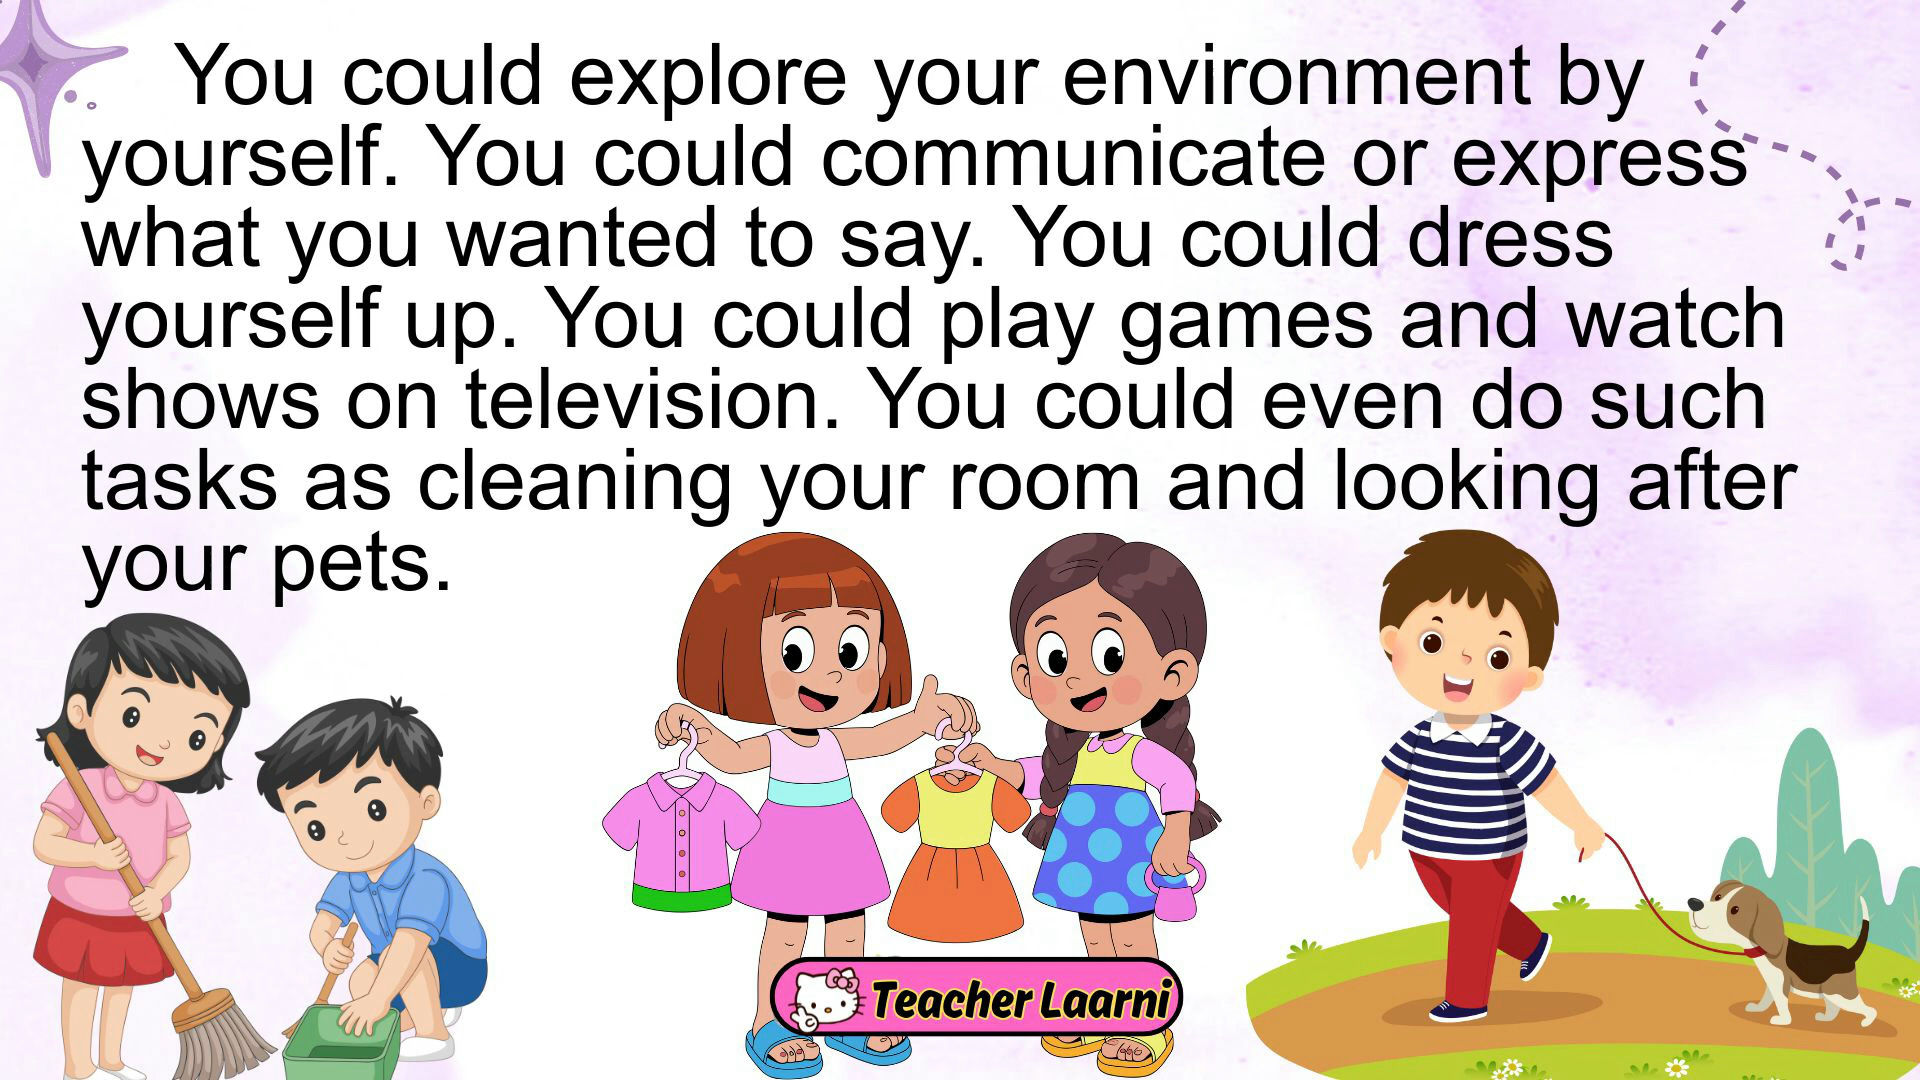 You could explore your environment by
yourself. You could communicate or express
what you wanted to say. You could dress
yourself up. You could play games and watch
shows on television. You could even do such
tasks as cleaning your room and looking after
your pets.
Teacher Laarni